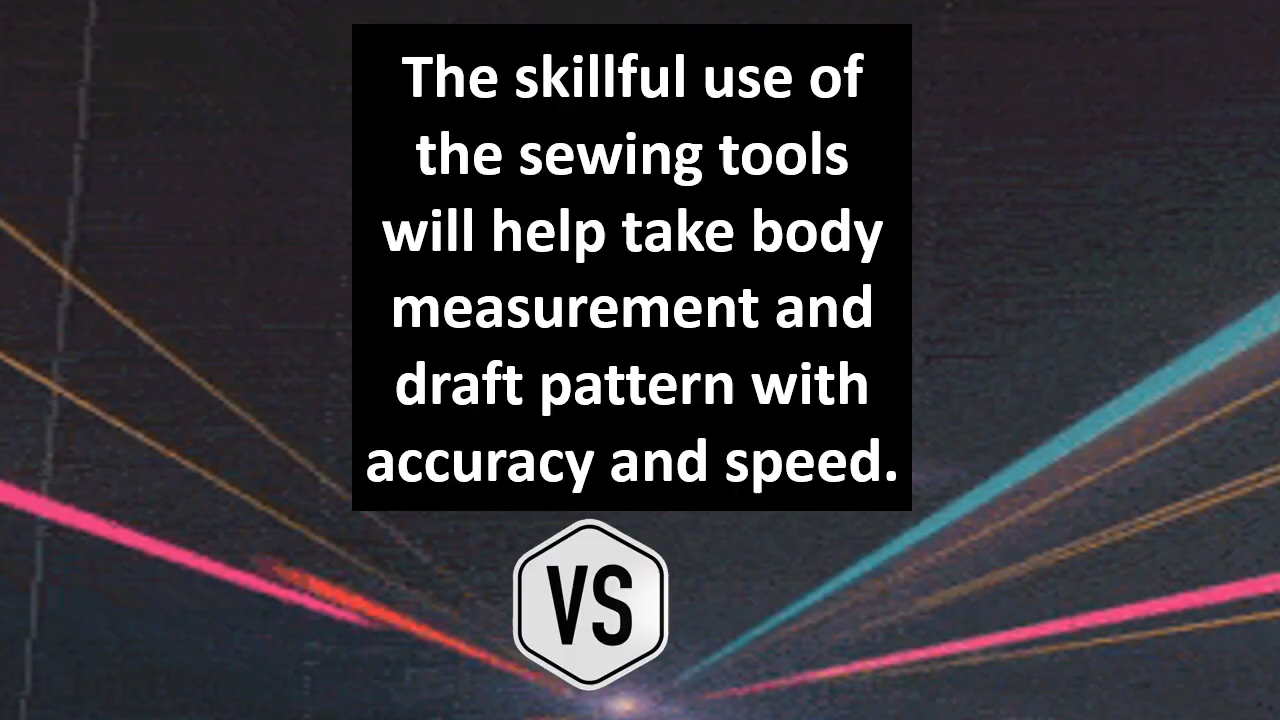 The skillful use of
the sewing tools
will help take body
measurement and
draft pattern with
accuracy and speed.
VS